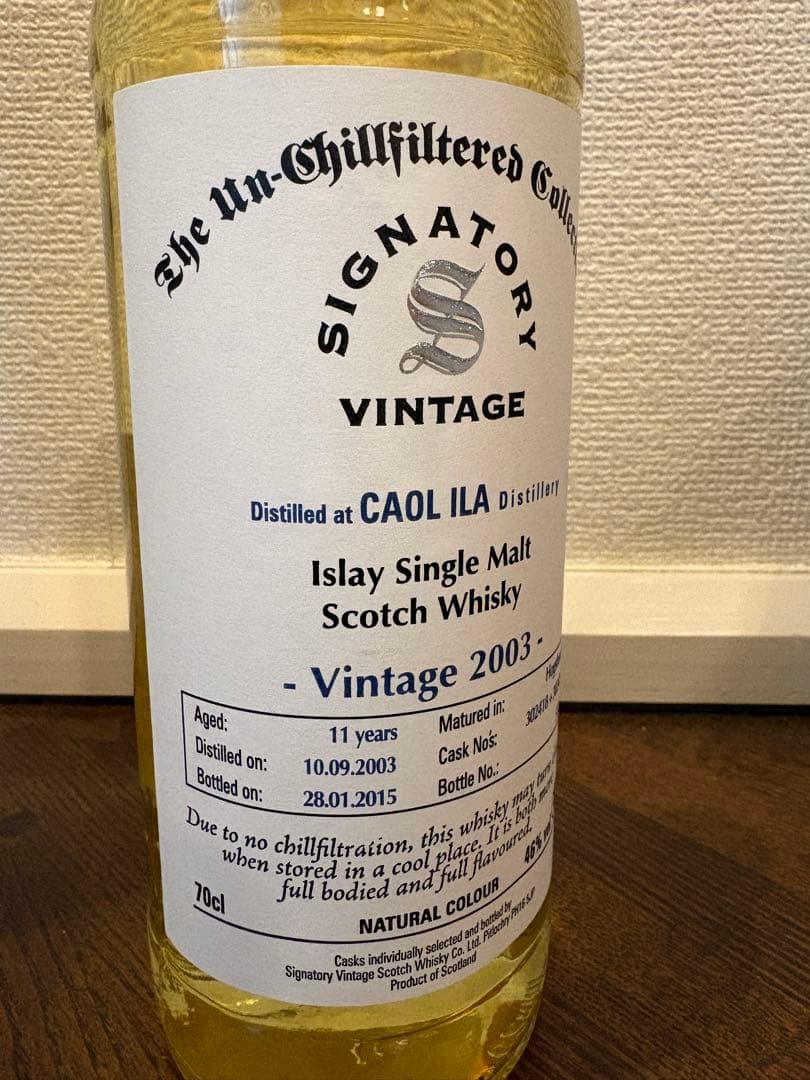 The Un-Chillfiltered
SIGNATORY
S
VINTAGE
Distilled at CAOL ILA Distillery
Islay Single Malt
Scotch Whisky
- Vintage 2003 -
Aged: 11 years Matured in:
Distilled on: 10.09.2003 Cask No's:
Bottled on: 28.01.2015 Bottle No.:
Due to no chillfiltration, this whisky may turn
when stored in a cool place. It is both
full bodied and full flavoured.
70cl 46%
NATURAL COLOUR
Casks individually selected and bottled by
Signatory Vintage Scotch Whisky Co. Ltd. Pitlochry PH16 5JP
Product of Scotland